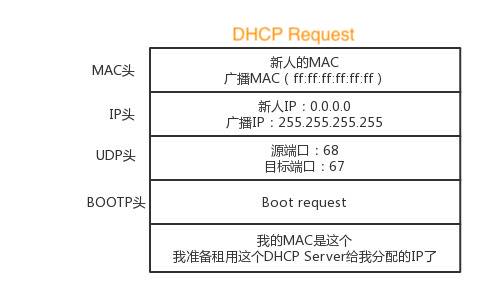 DHCP Request
MAC头
新人的MAC
广播MAC（ff:ff:ff:ff:ff:ff）
IP头
新人IP：0.0.0.0
广播IP：255.255.255.255
UDP头
源端口：68
目标端口：67
BOOTP头
Boot request
我的MAC是这个
我准备租用这个DHCP Server给我分配的IP了